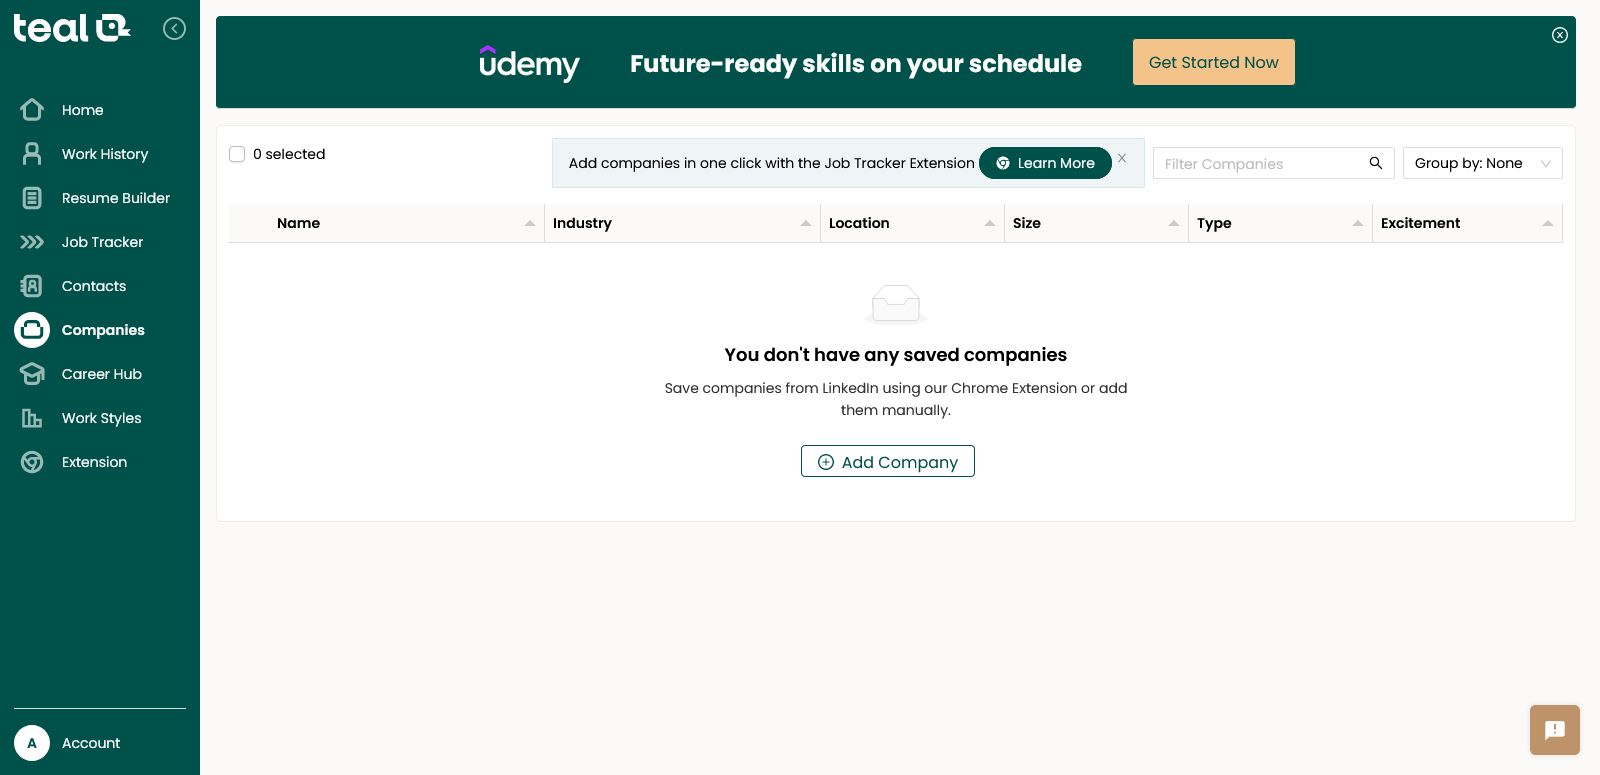 teal
Home
Work History
Resume Builder
Job Tracker
Contacts
Companies
Career Hub
Work Styles
Extension
A
Account
udemy
Future-ready skills on your schedule
Get Started Now
0 selected
Add companies in one click with the Job Tracker Extension
Learn More
Filter Companies
Group by: None
Name
Industry
Location
Size
Type
Excitement
You don't have any saved companies
Save companies from LinkedIn using our Chrome Extension or add
them manually.
Add Company